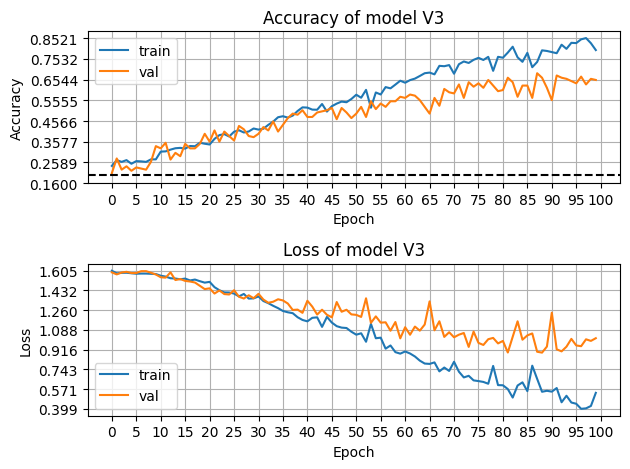 Accuracy of model V3
Accuracy
0.8521
0.7532
0.6544
0.5555
0.4566
0.3577
0.2589
0.1600
train
val
0 5 10 15 20 25 30 35 40 45 50 55 60 65 70 75 80 85 90 95 100
Epoch
Loss of model V3
Loss
1.605
1.432
1.260
1.088
0.916
0.743
0.571
0.399
train
val
0 5 10 15 20 25 30 35 40 45 50 55 60 65 70 75 80 85 90 95 100
Epoch